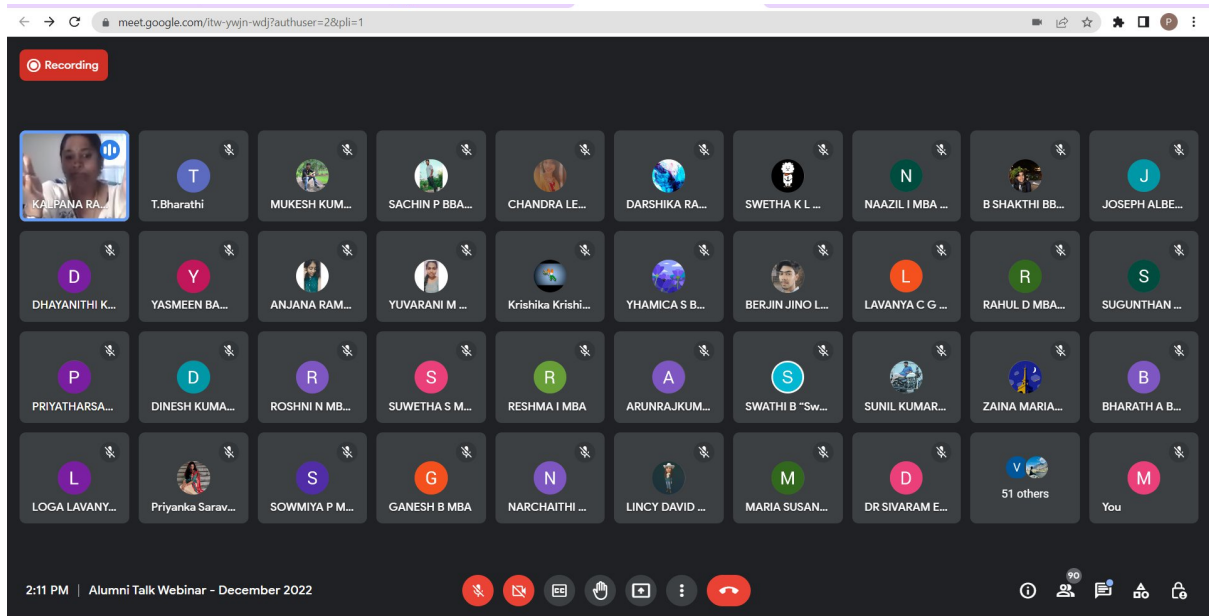 meet.google.com/itw-ywjn-wdj?authuser=2&pli=1
P
Recording
KALPANA RA...
T
T.Bharathi
MUKESH KUM...
SACHIN P BBA...
CHANDRA LE...
DARSHIKA RA...
SWETHA K L ...
N
NAAZIL I MBA ...
B SHAKTHI BB...
J
JOSEPH ALBE...
D
DHAYANITHI K...
Y
YASMEEN BA...
ANJANA RAM...
YUVARANI M ...
Krishika Krishi...
YHAMICA S B...
BERJIN JINO L...
L
LAVANYA C G ...
R
RAHUL D MBA...
S
SUGUNTHAN ...
P
PRIYATHARSA...
D
DINESH KUMA...
R
ROSHNI N MB...
S
SUWETHA S M...
R
RESHMA I MBA
A
ARUNRAJKUM...
S
SWATHI B "Sw...
SUNIL KUMAR...
ZAINA MARIA...
B
BHARATH A B...
L
LOGA LAVANY...
Priyanka Sarav...
S
SOWMIYA P M...
G
GANESH B MBA
N
NARCHAITHI ...
LINCY DAVID ...
M
MARIA SUSAN...
D
DR SIVARAM E...
V
51 others
M
You
2:11 PM | Alumni Talk Webinar - December 2022
CC
90